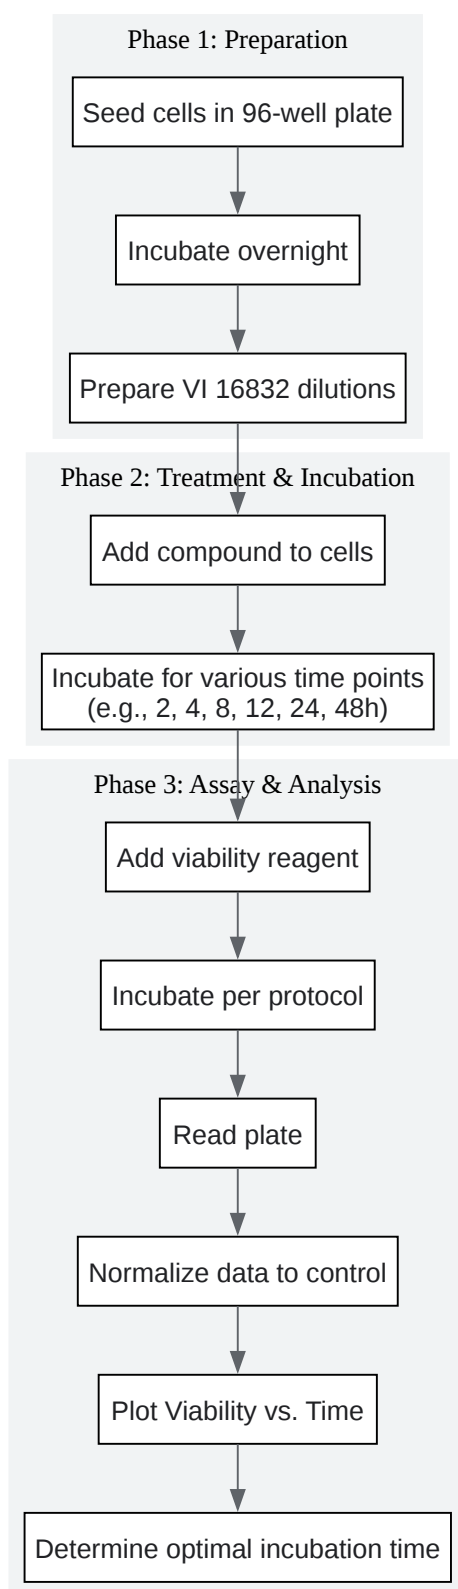 Phase 1: Preparation
Seed cells in 96-well plate
Incubate overnight
Prepare VI 16832 dilutions
Phase 2: Treatment & Incubation
Add compound to cells
Incubate for various time points
(e.g., 2, 4, 8, 12, 24, 48h)
Phase 3: Assay & Analysis
Add viability reagent
Incubate per protocol
Read plate
Normalize data to control
Plot Viability vs. Time
Determine optimal incubation time